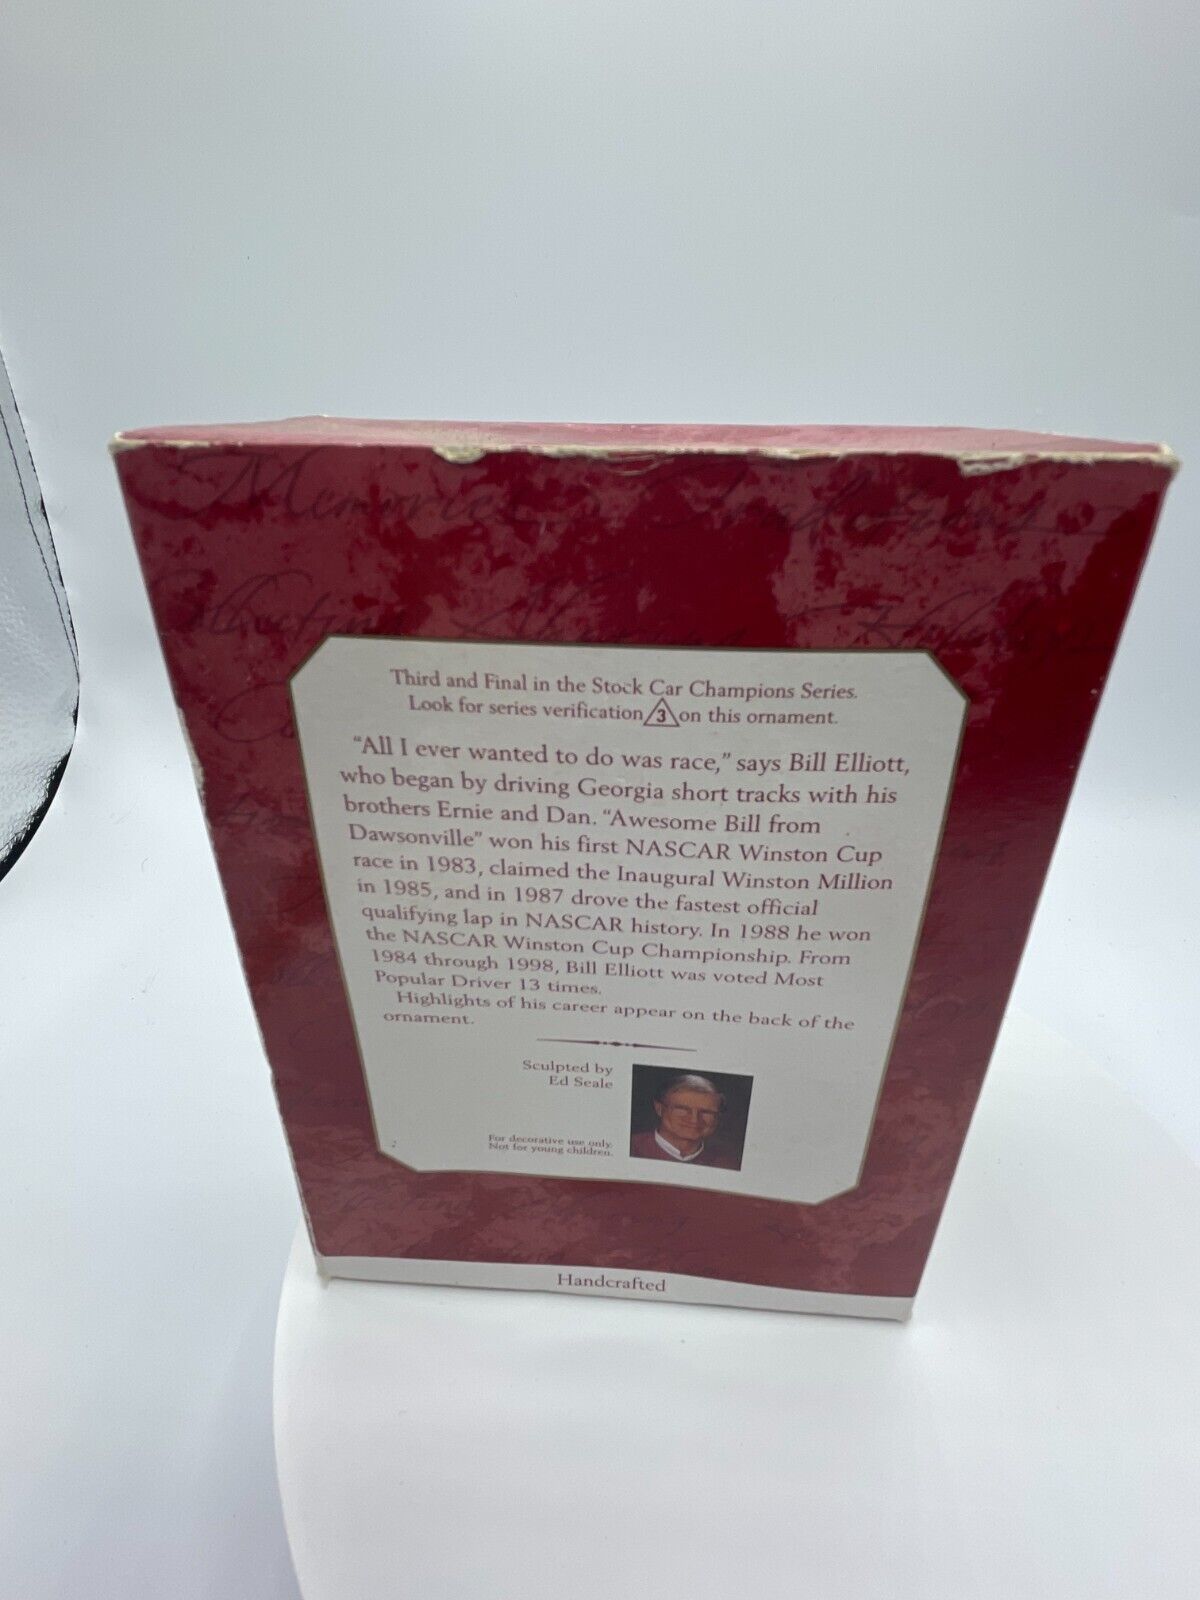 Memories Traditions
Collecting Sharing Holidays
Third and Final in the Stock Car Champions Series.
Look for series verification 3 on this ornament.
"All I ever wanted to do was race," says Bill Elliott,
who began by driving Georgia short tracks with his
brothers Ernie and Dan. "Awesome Bill from
Dawsonville" won his first NASCAR Winston Cup
race in 1983, claimed the Inaugural Winston Million
in 1985, and in 1987 drove the fastest official
qualifying lap in NASCAR history. In 1988 he won
the NASCAR Winston Cup Championship. From
1984 through 1998, Bill Elliott was voted Most
Popular Driver 13 times.
Highlights of his career appear on the back of the
ornament.
Sculpted by
Ed Seale
For decorative use only.
Not for young children.
Handcrafted